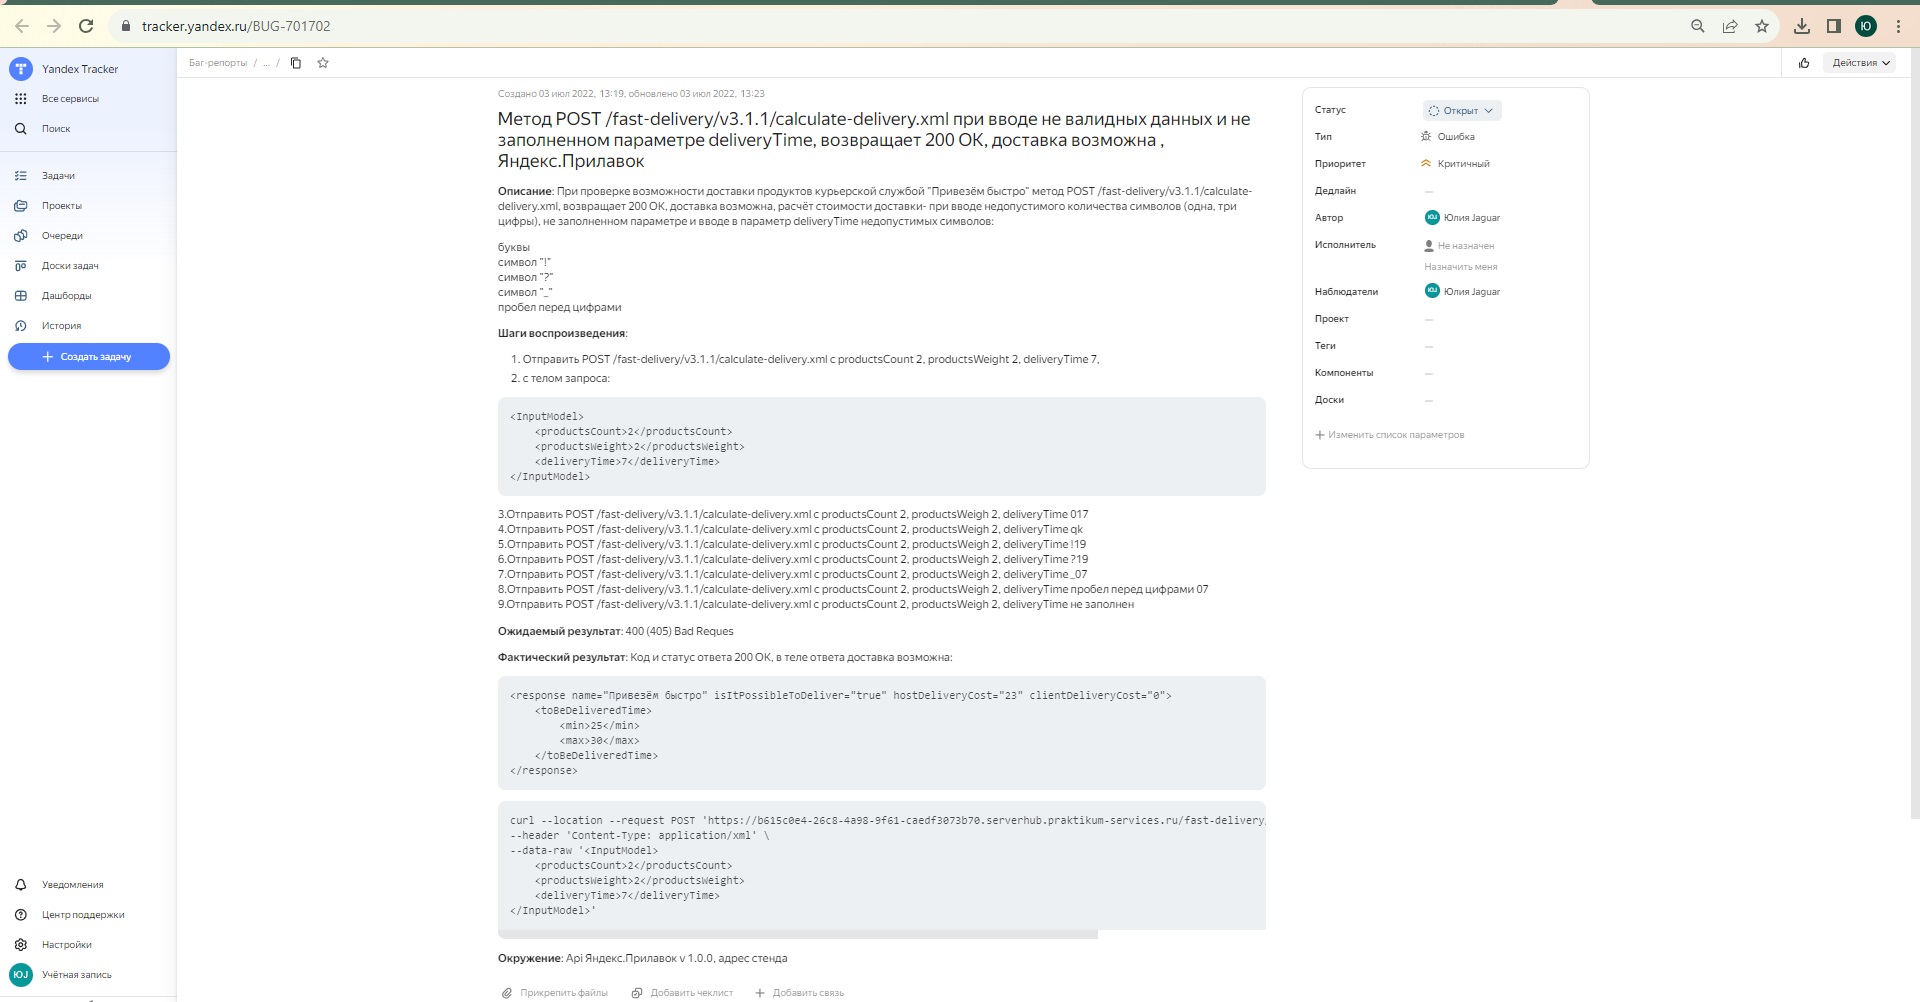 tracker.yandex.ru/BUG-701702
Ю
Yandex Tracker
Все сервисы
Поиск
Задачи
Проекты
Очереди
Доски задач
Дашборды
История
Создать задачу
Уведомления
Центр поддержки
Настройки
ЮJ Учётная запись
Баг-репорты / ... /
Действия
Создано 03 июл 2022, 13:19, обновлено 03 июл 2022, 13:23
Метод POST /fast-delivery/v3.1.1/calculate-delivery.xml при вводе не валидных данных и не
заполненном параметре deliveryTime, возвращает 200 OK, доставка возможна ,
Яндекс.Прилавок
Описание: При проверке возможности доставки продуктов курьерской службой "Привезём быстро" метод POST /fast-delivery/v3.1.1/calculate-
delivery.xml, возвращает 200 OK, доставка возможна, расчёт стоимости доставки- при вводе недопустимого количества символов (одна, три
цифры), не заполненном параметре и вводе в параметр deliveryTime недопустимых символов:
буквы
символ "!"
символ "?"
символ "_"
пробел перед цифрами
Шаги воспроизведения:
1. Отправить POST /fast-delivery/v3.1.1/calculate-delivery.xml с productsCount 2, productsWeight 2, deliveryTime 7,
2. с телом запроса:
<InputModel>
<productsCount>2</productsCount>
<productsWeight>2</productsWeight>
<deliveryTime>7</deliveryTime>
</InputModel>
3.Отправить POST /fast-delivery/v3.1.1/calculate-delivery.xml с productsCount 2, productsWeigh 2, deliveryTime 017
4.Отправить POST /fast-delivery/v3.1.1/calculate-delivery.xml с productsCount 2, productsWeigh 2, deliveryTime qk
5.Отправить POST /fast-delivery/v3.1.1/calculate-delivery.xml с productsCount 2, productsWeigh 2, deliveryTime !19
6.Отправить POST /fast-delivery/v3.1.1/calculate-delivery.xml с productsCount 2, productsWeigh 2, deliveryTime ?19
7.Отправить POST /fast-delivery/v3.1.1/calculate-delivery.xml с productsCount 2, productsWeigh 2, deliveryTime _07
8.Отправить POST /fast-delivery/v3.1.1/calculate-delivery.xml с productsCount 2, productsWeigh 2, deliveryTime пробел перед цифрами 07
9.Отправить POST /fast-delivery/v3.1.1/calculate-delivery.xml с productsCount 2, productsWeigh 2, deliveryTime не заполнен
Ожидаемый результат: 400 (405) Bad Reques
Фактический результат: Код и статус ответа 200 OK, в теле ответа доставка возможна:
<response name="Привезём быстро" isItPossibleToDeliver="true" hostDeliveryCost="23" clientDeliveryCost="0">
<toBeDeliveredTime>
<min>25</min>
<max>30</max>
</toBeDeliveredTime>
</response>
curl --location --request POST 'https://b615c0e4-26c8-4a98-9f61-caedf3073b70.serverhub.praktikum-services.ru/fast-delivery/
--header 'Content-Type: application/xml' \
--data-raw '<InputModel>
<productsCount>2</productsCount>
<productsWeight>2</productsWeight>
<deliveryTime>7</deliveryTime>
</InputModel>'
Окружение: Api Яндекс.Прилавок v 1.0.0, адрес стенда
Прикрепить файлы Добавить чеклист Добавить связь
Статус Открыт
Тип Ошибка
Приоритет Критичный
Дедлайн —
Автор ЮJ Юлия Jaguar
Исполнитель Не назначен
Назначить меня
Наблюдатели ЮJ Юлия Jaguar
Проект —
Теги —
Компоненты —
Доски —
Изменить список параметров